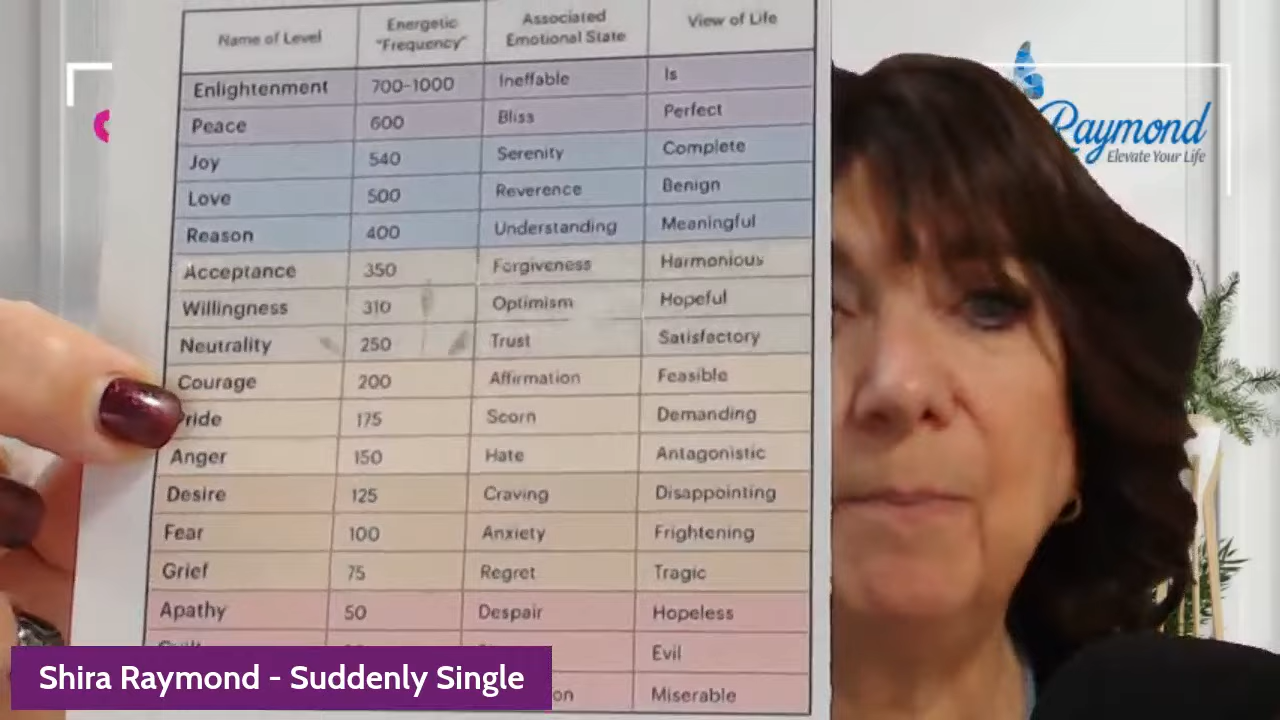 Name of Level Energetic "Frequency" Associated Emotional State View of Life
Enlightenment 700-1000 Ineffable Is
Peace 600 Bliss Perfect
Joy 540 Serenity Complete
Love 500 Reverence Benign
Reason 400 Understanding Meaningful
Acceptance 350 Forgiveness Harmonious
Willingness 310 Optimism Hopeful
Neutrality 250 Trust Satisfactory
Courage 200 Affirmation Feasible
Pride 175 Scorn Demanding
Anger 150 Hate Antagonistic
Desire 125 Craving Disappointing
Fear 100 Anxiety Frightening
Grief 75 Regret Tragic
Apathy 50 Despair Hopeless
Evil
on Miserable
Raymond
Elevate Your Life
Shira Raymond - Suddenly Single